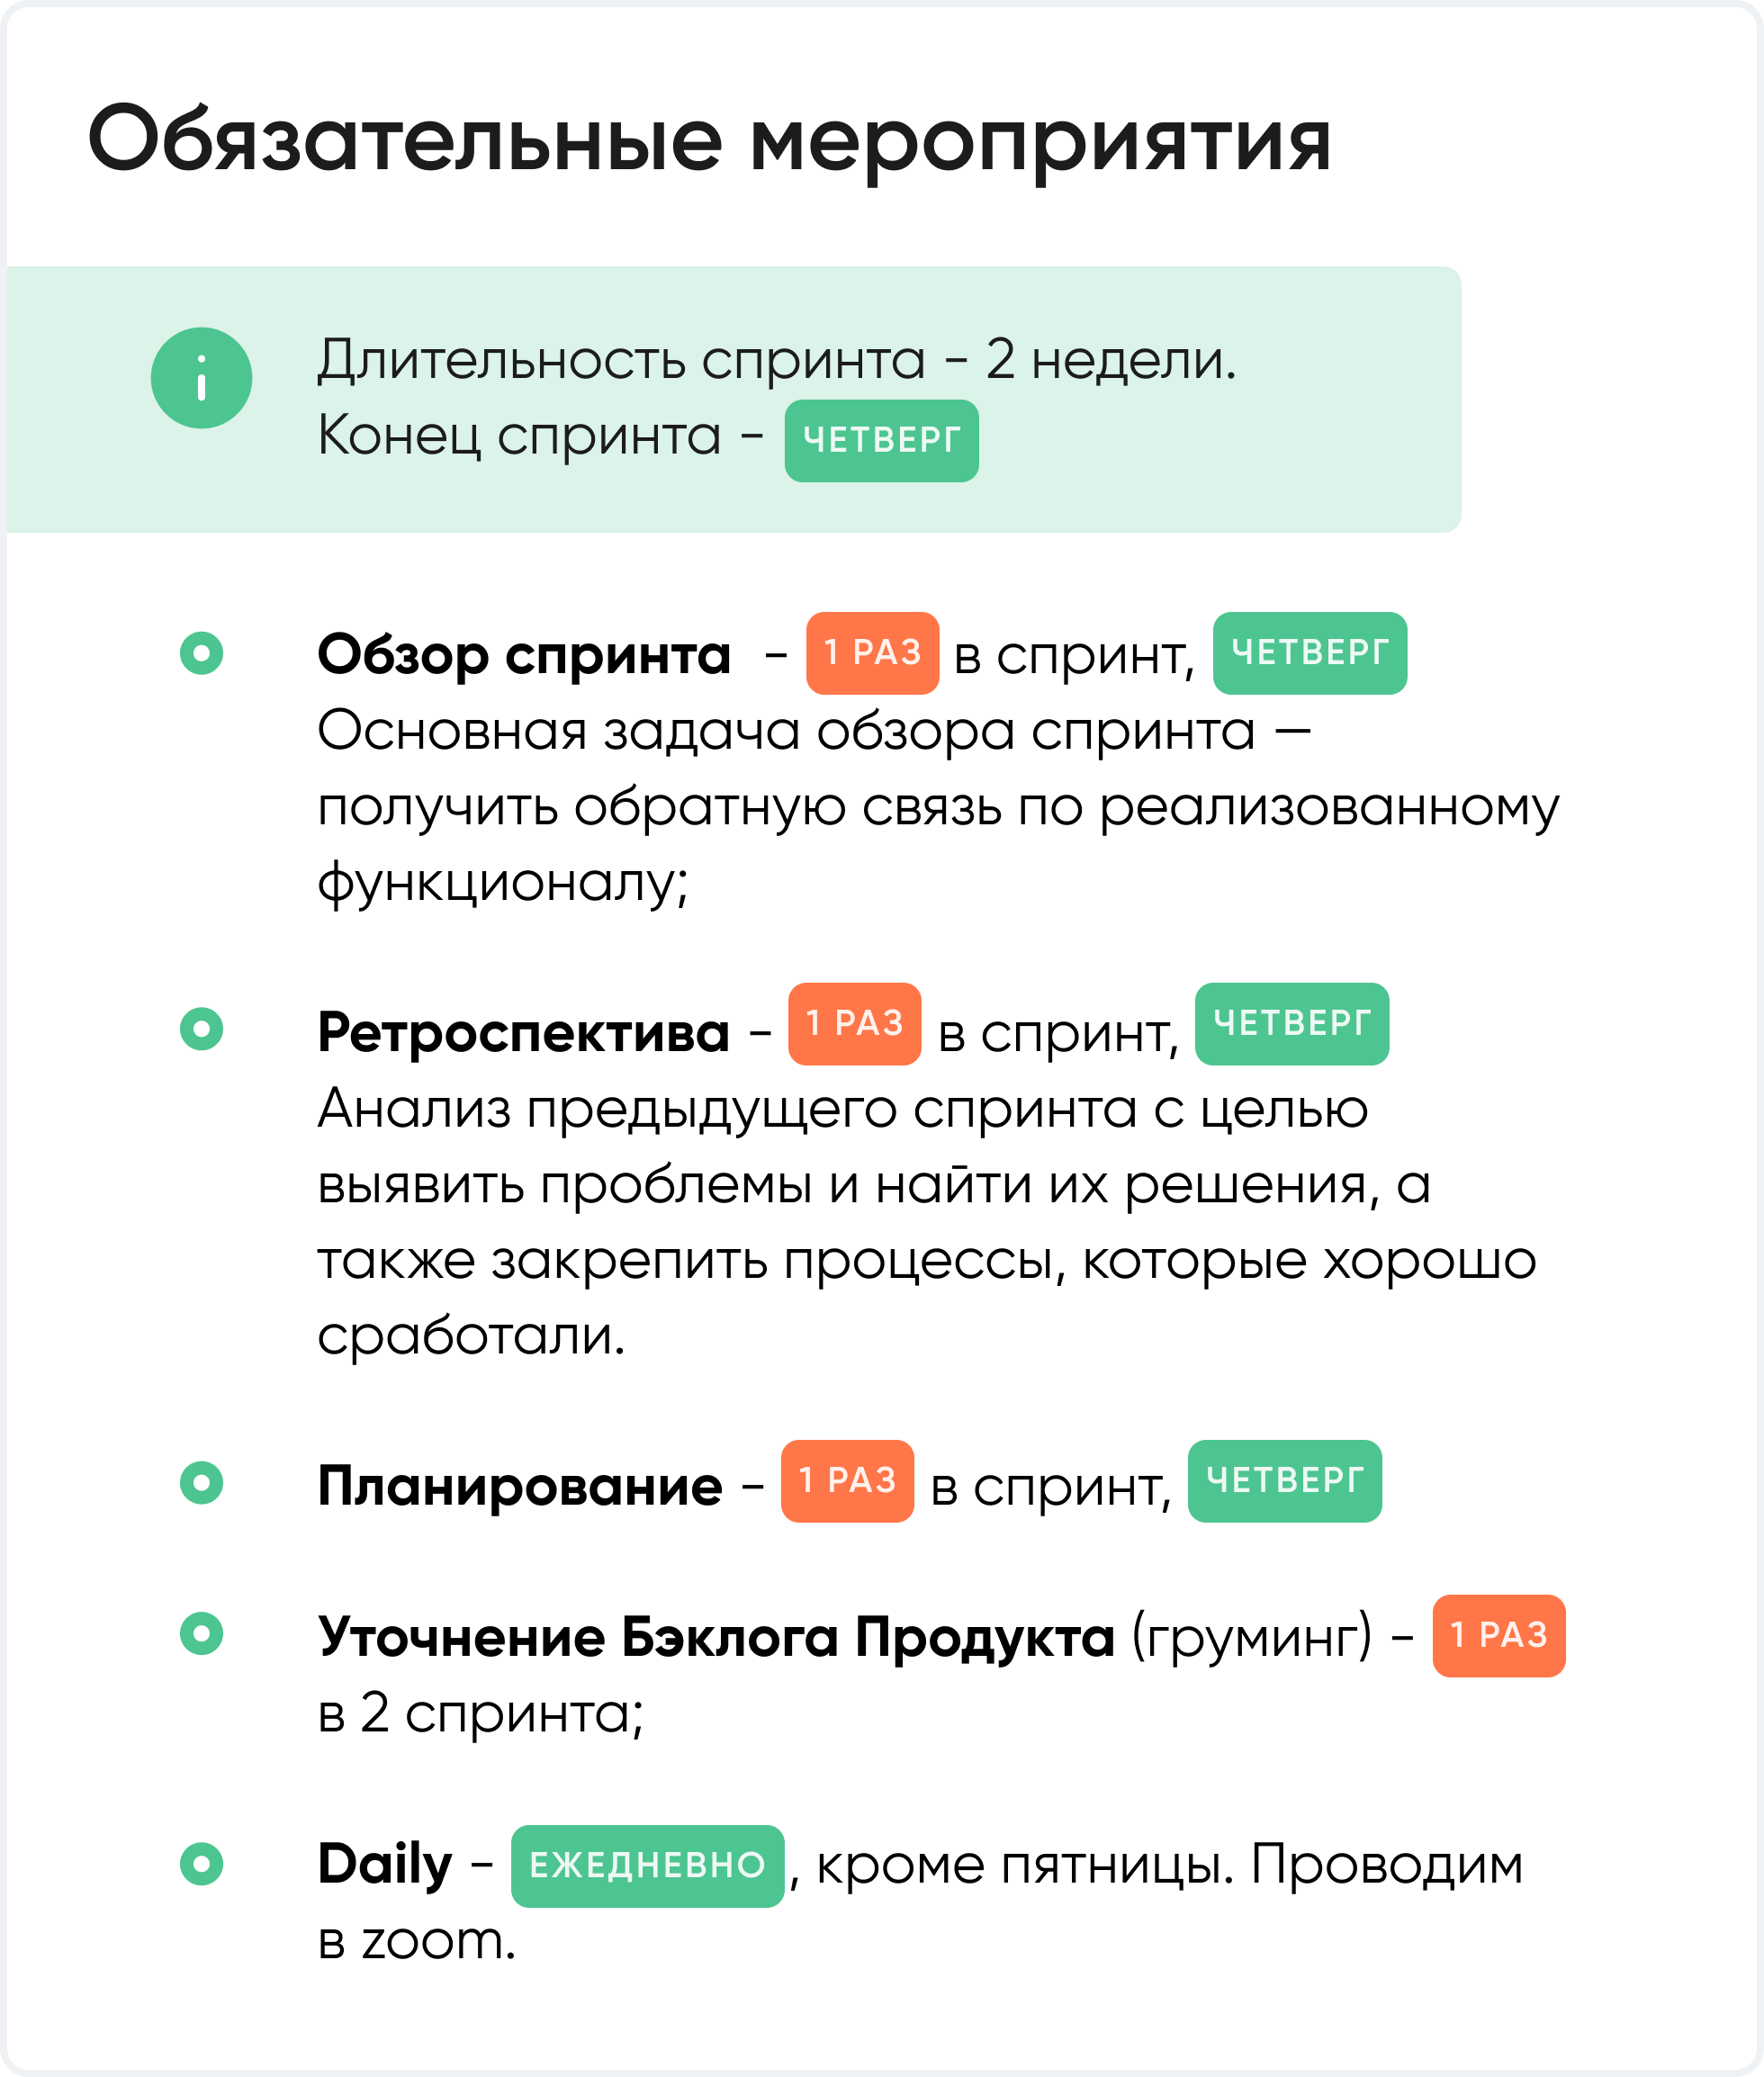 Обязательные мероприятия
Длительность спринта - 2 недели.
Конец спринта - ЧЕТВЕРГ
Обзор спринта - 1 РАЗ в спринт, ЧЕТВЕРГ
Основная задача обзора спринта —
получить обратную связь по реализованному
функционалу;
Ретроспектива - 1 РАЗ в спринт, ЧЕТВЕРГ
Анализ предыдущего спринта с целью
выявить проблемы и найти их решения, а
также закрепить процессы, которые хорошо
сработали.
Планирование - 1 РАЗ в спринт, ЧЕТВЕРГ
Уточнение Бэклога Продукта (груминг) - 1 РАЗ
в 2 спринта;
Daily - ЕЖЕДНЕВНО, кроме пятницы. Проводим
в zoom.